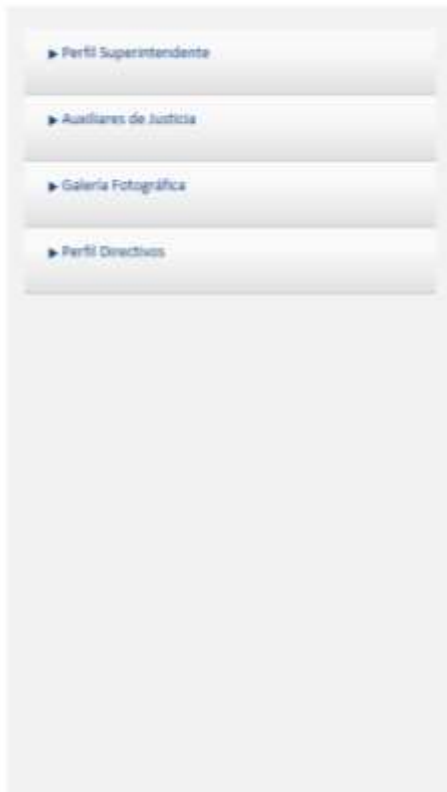 ▶ Perfil Superintendente
▶ Auxiliares de Justicia
▶ Galería Fotográfica
▶ Perfil Directivos